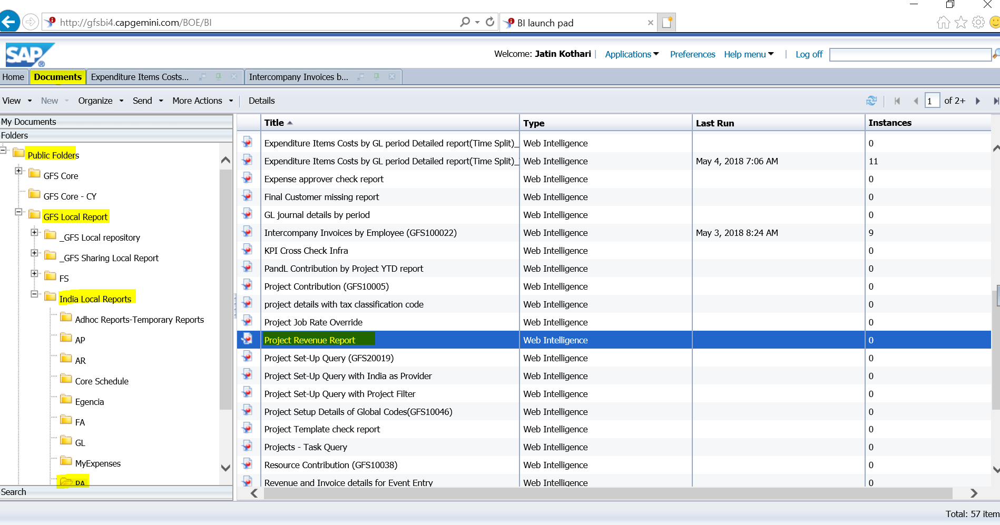 http://gfsbi4.capgemini.com/BOE/BI
BI launch pad
SAP®
Welcome: Jatin Kothari | Applications Preferences Help menu | Log off
Home Documents Expenditure Items Costs... Intercompany Invoices b...
View New Organize Send More Actions Details 1 of 2+
My Documents
Folders
Public Folders
GFS Core
GFS Core - CY
GFS Local Report
_GFS Local repository
_GFS Sharing Local Report
FS
India Local Reports
Adhoc Reports-Temporary Reports
AP
AR
Core Schedule
Egencia
FA
GL
MyExpenses
PA
Search
Title Type Last Run Instances
Expenditure Items Costs by GL period Detailed report(Time Split)_ Web Intelligence 0
Expenditure Items Costs by GL period Detailed report(Time Split)_ Web Intelligence May 4, 2018 7:06 AM 11
Expense approver check report Web Intelligence 0
Final Customer missing report Web Intelligence 0
GL journal details by period Web Intelligence 0
Intercompany Invoices by Employee (GFS100022) Web Intelligence May 3, 2018 8:24 AM 9
KPI Cross Check Infra Web Intelligence 0
PandL Contribution by Project YTD report Web Intelligence 0
Project Contribution (GFS10005) Web Intelligence 0
project details with tax classification code Web Intelligence 0
Project Job Rate Override Web Intelligence 0
Project Revenue Report Web Intelligence 0
Project Set-Up Query (GFS20019) Web Intelligence 0
Project Set-Up Query with India as Provider Web Intelligence 0
Project Set-Up Query with Project Filter Web Intelligence 0
Project Setup Details of Global Codes(GFS10046) Web Intelligence 0
Project Template check report Web Intelligence 0
Projects - Task Query Web Intelligence 0
Resource Contribution (GFS10038) Web Intelligence 0
Revenue and Invoice details for Event Entry Web Intelligence 0
Total: 57 item